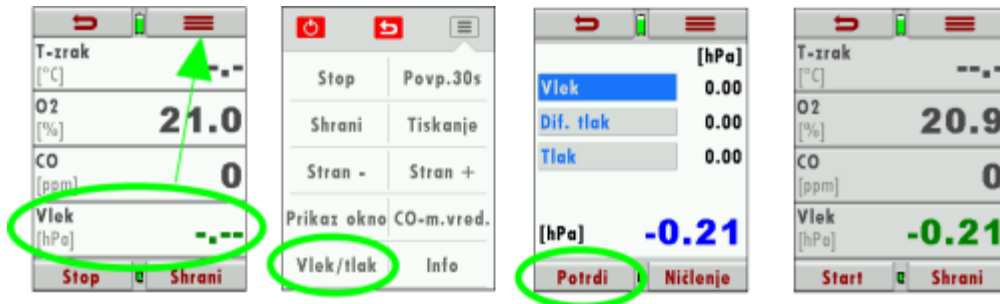 T-zrak
[°C] -.-
O2
[%] 21.0
CO
[ppm] 0
Vlek
[hPa] -.--
Stop Shrani
Stop Povp.30s
Shrani Tiskanje
Stran - Stran +
Prikaz okno CO-m.vred.
Vlek/tlak Info
[hPa]
Vlek 0.00
Dif. tlak 0.00
Tlak 0.00
[hPa] -0.21
Potrdi Ničlenje
T-zrak
[°C] --.-
O2
[%] 20.9
CO
[ppm] 0
Vlek
[hPa] -0.21
Start Shrani